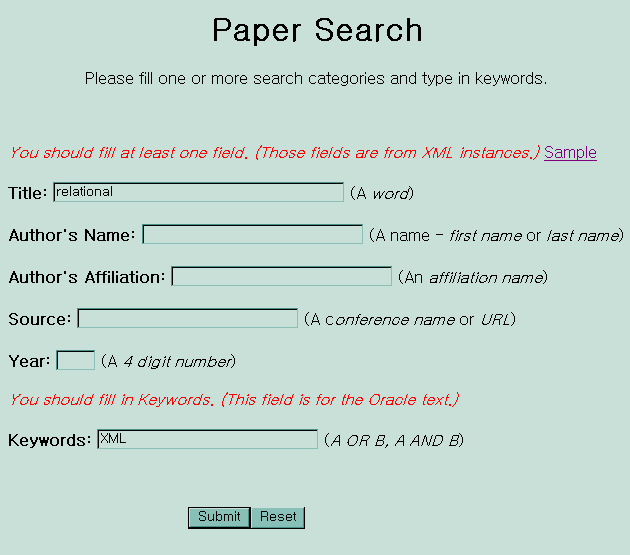 Paper Search
Please fill one or more search categories and type in keywords.
You should fill at least one field. (Those fields are from XML instances.) Sample
Title: relational (A word)
Author's Name: (A name - first name or last name)
Author's Affiliation: (An affiliation name)
Source: (A conference name or URL)
Year: (A 4 digit number)
You should fill in Keywords. (This field is for the Oracle text.)
Keywords: XML (A OR B, A AND B)
Submit Reset